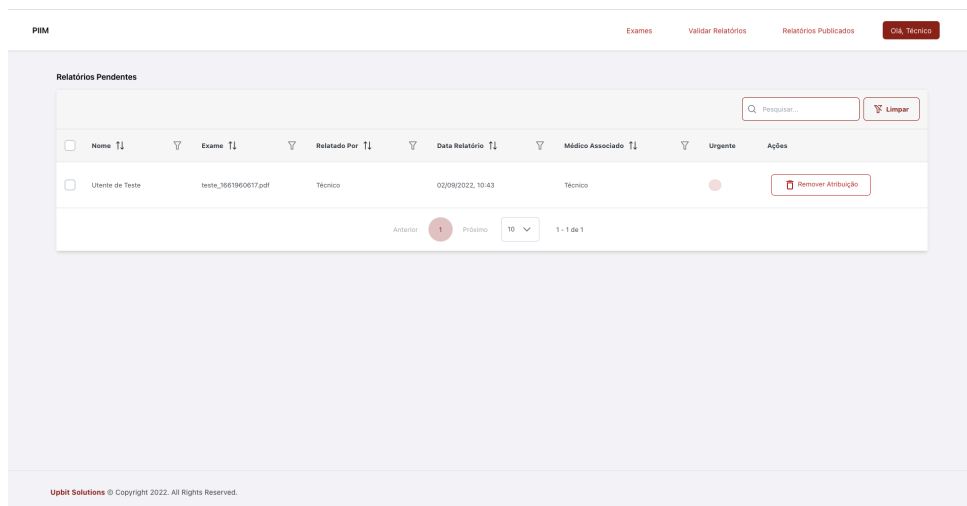 PIIM Exames Validar Relatórios Relatórios Publicados Olá, Técnico
Relatórios Pendentes
Pesquisar... Limpar
Nome Exame Relatado Por Data Relatório Médico Associado Urgente Ações
Utente de Teste teste_1661960617.pdf Técnico 02/09/2022, 10:43 Técnico Remover Atribuição
Anterior 1 Próximo 10 1 - 1 de 1
Upbit Solutions © Copyright 2022. All Rights Reserved.